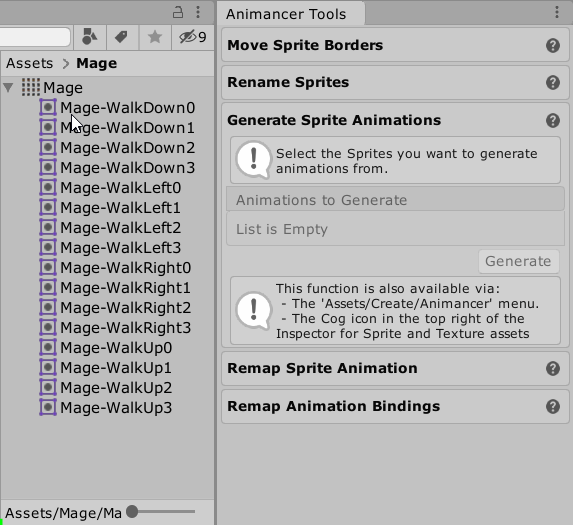 9
Assets > Mage
Mage
Mage-WalkDown0
Mage-WalkDown1
Mage-WalkDown2
Mage-WalkDown3
Mage-WalkLeft0
Mage-WalkLeft1
Mage-WalkLeft2
Mage-WalkLeft3
Mage-WalkRight0
Mage-WalkRight1
Mage-WalkRight2
Mage-WalkRight3
Mage-WalkUp0
Mage-WalkUp1
Mage-WalkUp2
Mage-WalkUp3
Assets/Mage/Ma
Animancer Tools
Move Sprite Borders
Rename Sprites
Generate Sprite Animations
Select the Sprites you want to generate
animations from.
Animations to Generate
List is Empty
Generate
This function is also available via:
- The 'Assets/Create/Animancer' menu.
- The Cog icon in the top right of the
Inspector for Sprite and Texture assets
Remap Sprite Animation
Remap Animation Bindings